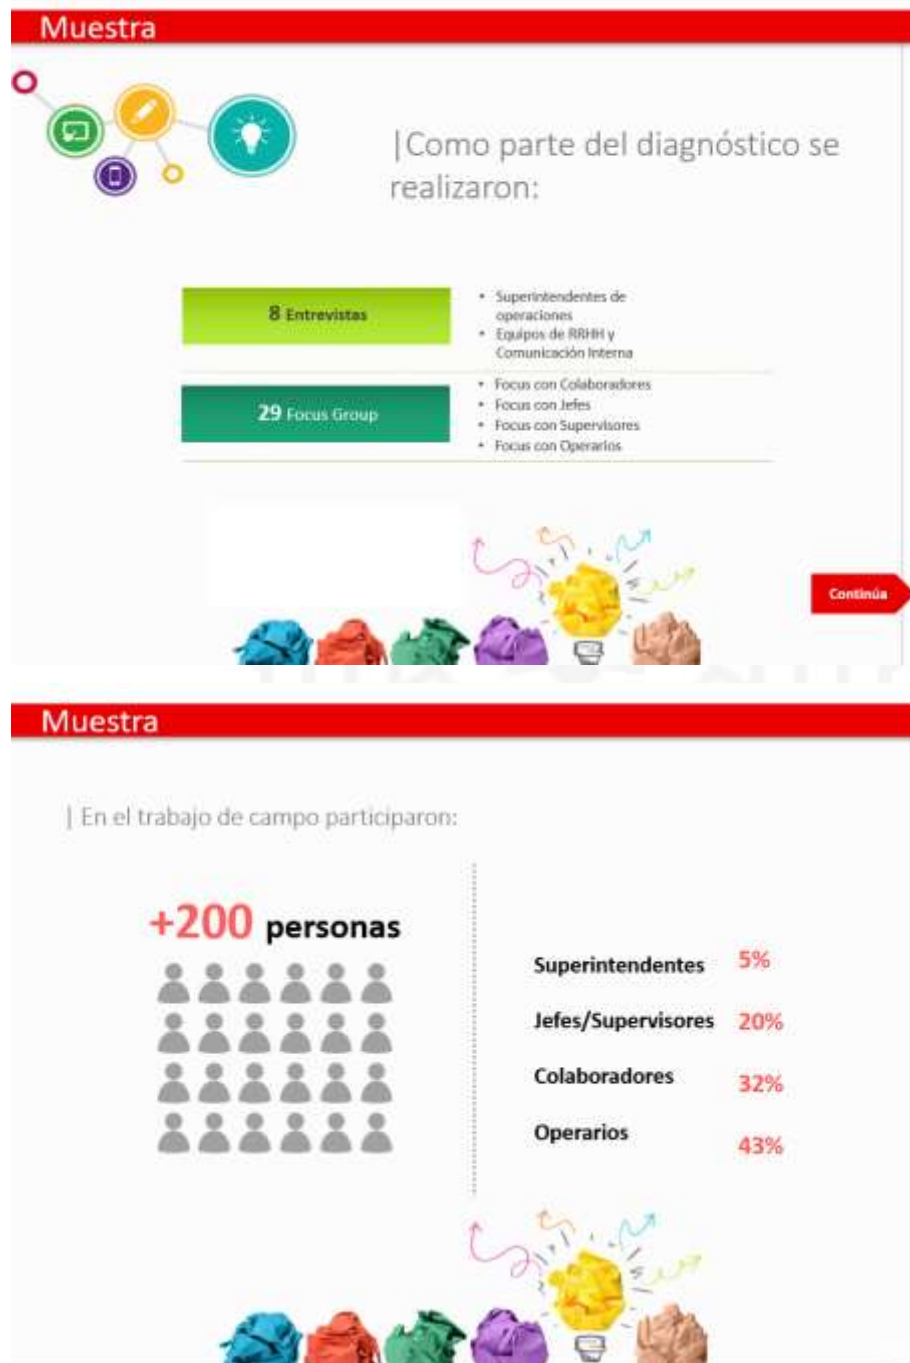 Muestra
|Como parte del diagnóstico se
realizaron:
8 Entrevistas
• Superintendentes de
operaciones
• Equipos de RRHH y
Comunicación Interna
29 Focus Group
• Focus con Colaboradores
• Focus con Jefes
• Focus con Supervisores
• Focus con Operarios
Continúa
Muestra
| En el trabajo de campo participaron:
+200 personas
Superintendentes 5%
Jefes/Supervisores 20%
Colaboradores 32%
Operarios 43%